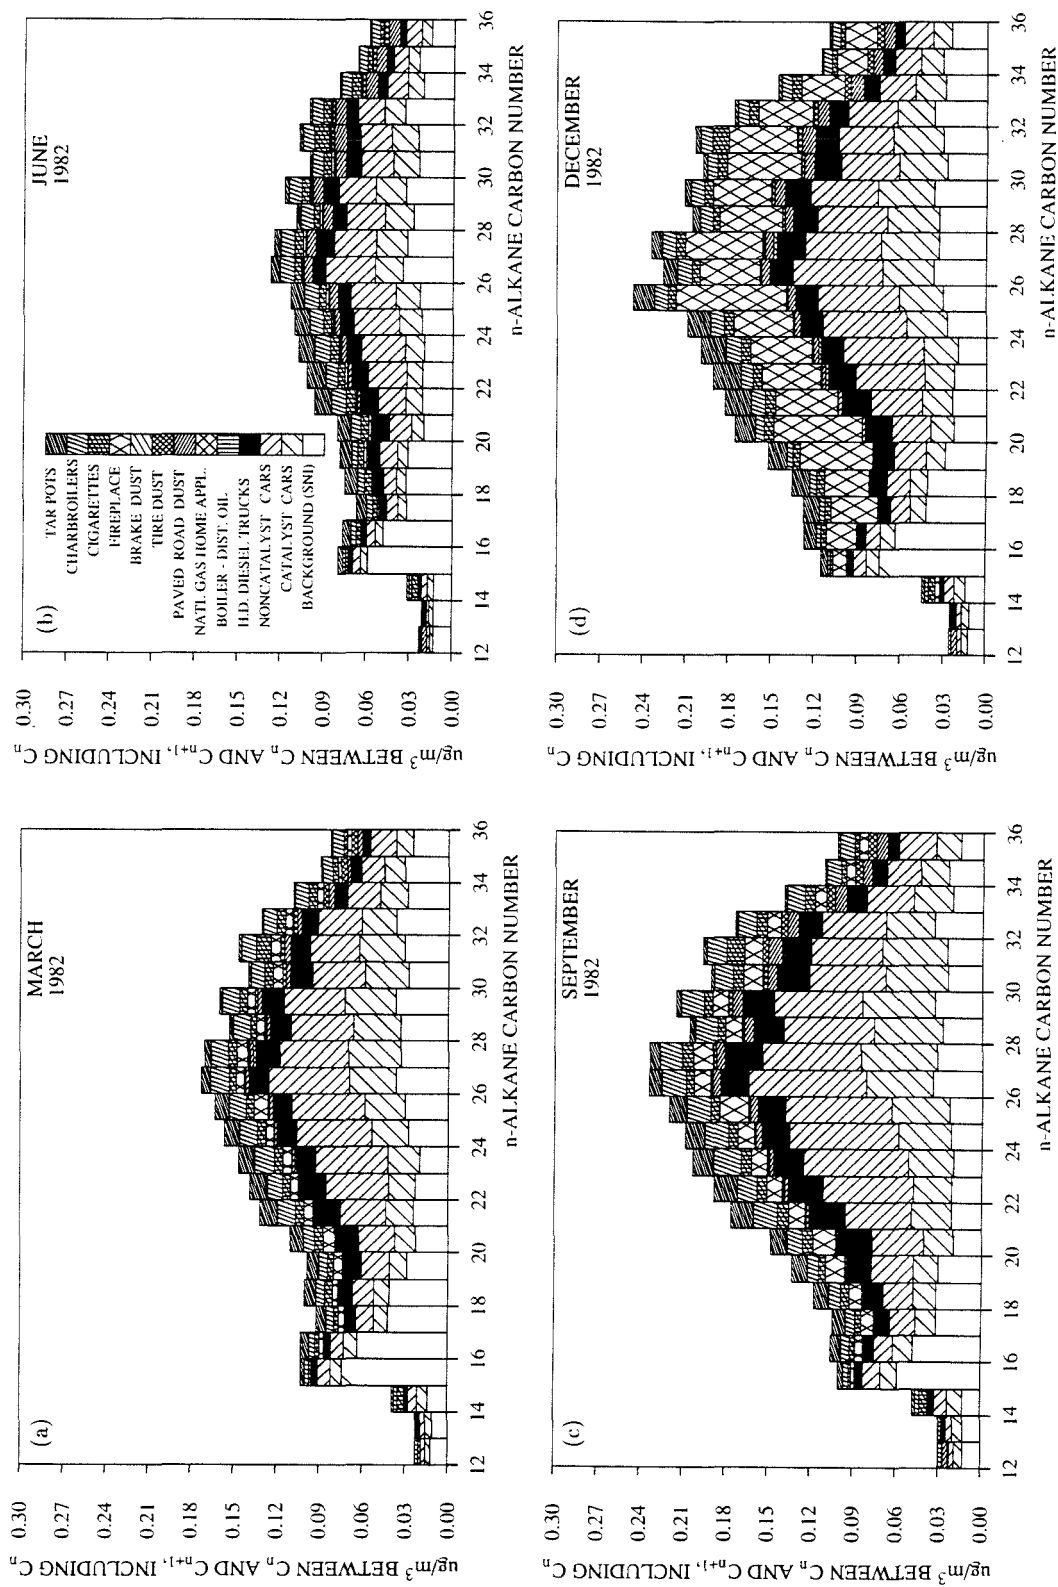 (a)
MARCH
1982
0.30
0.27
0.24
0.21
0.18
0.15
0.12
0.09
0.06
0.03
0.00
ug/m3 BETWEEN Cn AND Cn+1, INCLUDING Cn
12 14 16 18 20 22 24 26 28 30 32 34 36
n-ALKANE CARBON NUMBER
(b)
JUNE
1982
TAR POTS
CHARBROILERS
CIGARETTES
FIREPLACE
BRAKE DUST
TIRE DUST
PAVED ROAD DUST
NATL GAS HOME APPL.
BOILER - DIST. OIL
H.D. DIESEL TRUCKS
NONCATALYST CARS
CATALYST CARS
BACKGROUND (SNI)
0.30
0.27
0.24
0.21
0.18
0.15
0.12
0.09
0.06
0.03
0.00
ug/m3 BETWEEN Cn AND Cn+1, INCLUDING Cn
12 14 16 18 20 22 24 26 28 30 32 34 36
n-ALKANE CARBON NUMBER
(c)
SEPTEMBER
1982
0.30
0.27
0.24
0.21
0.18
0.15
0.12
0.09
0.06
0.03
0.00
ug/m3 BETWEEN Cn AND Cn+1, INCLUDING Cn
12 14 16 18 20 22 24 26 28 30 32 34 36
n-ALKANE CARBON NUMBER
(d)
DECEMBER
1982
0.30
0.27
0.24
0.21
0.18
0.15
0.12
0.09
0.06
0.03
0.00
ug/m3 BETWEEN Cn AND Cn+1, INCLUDING Cn
12 14 16 18 20 22 24 26 28 30 32 34 36
n-ALKANE CARBON NUMBER